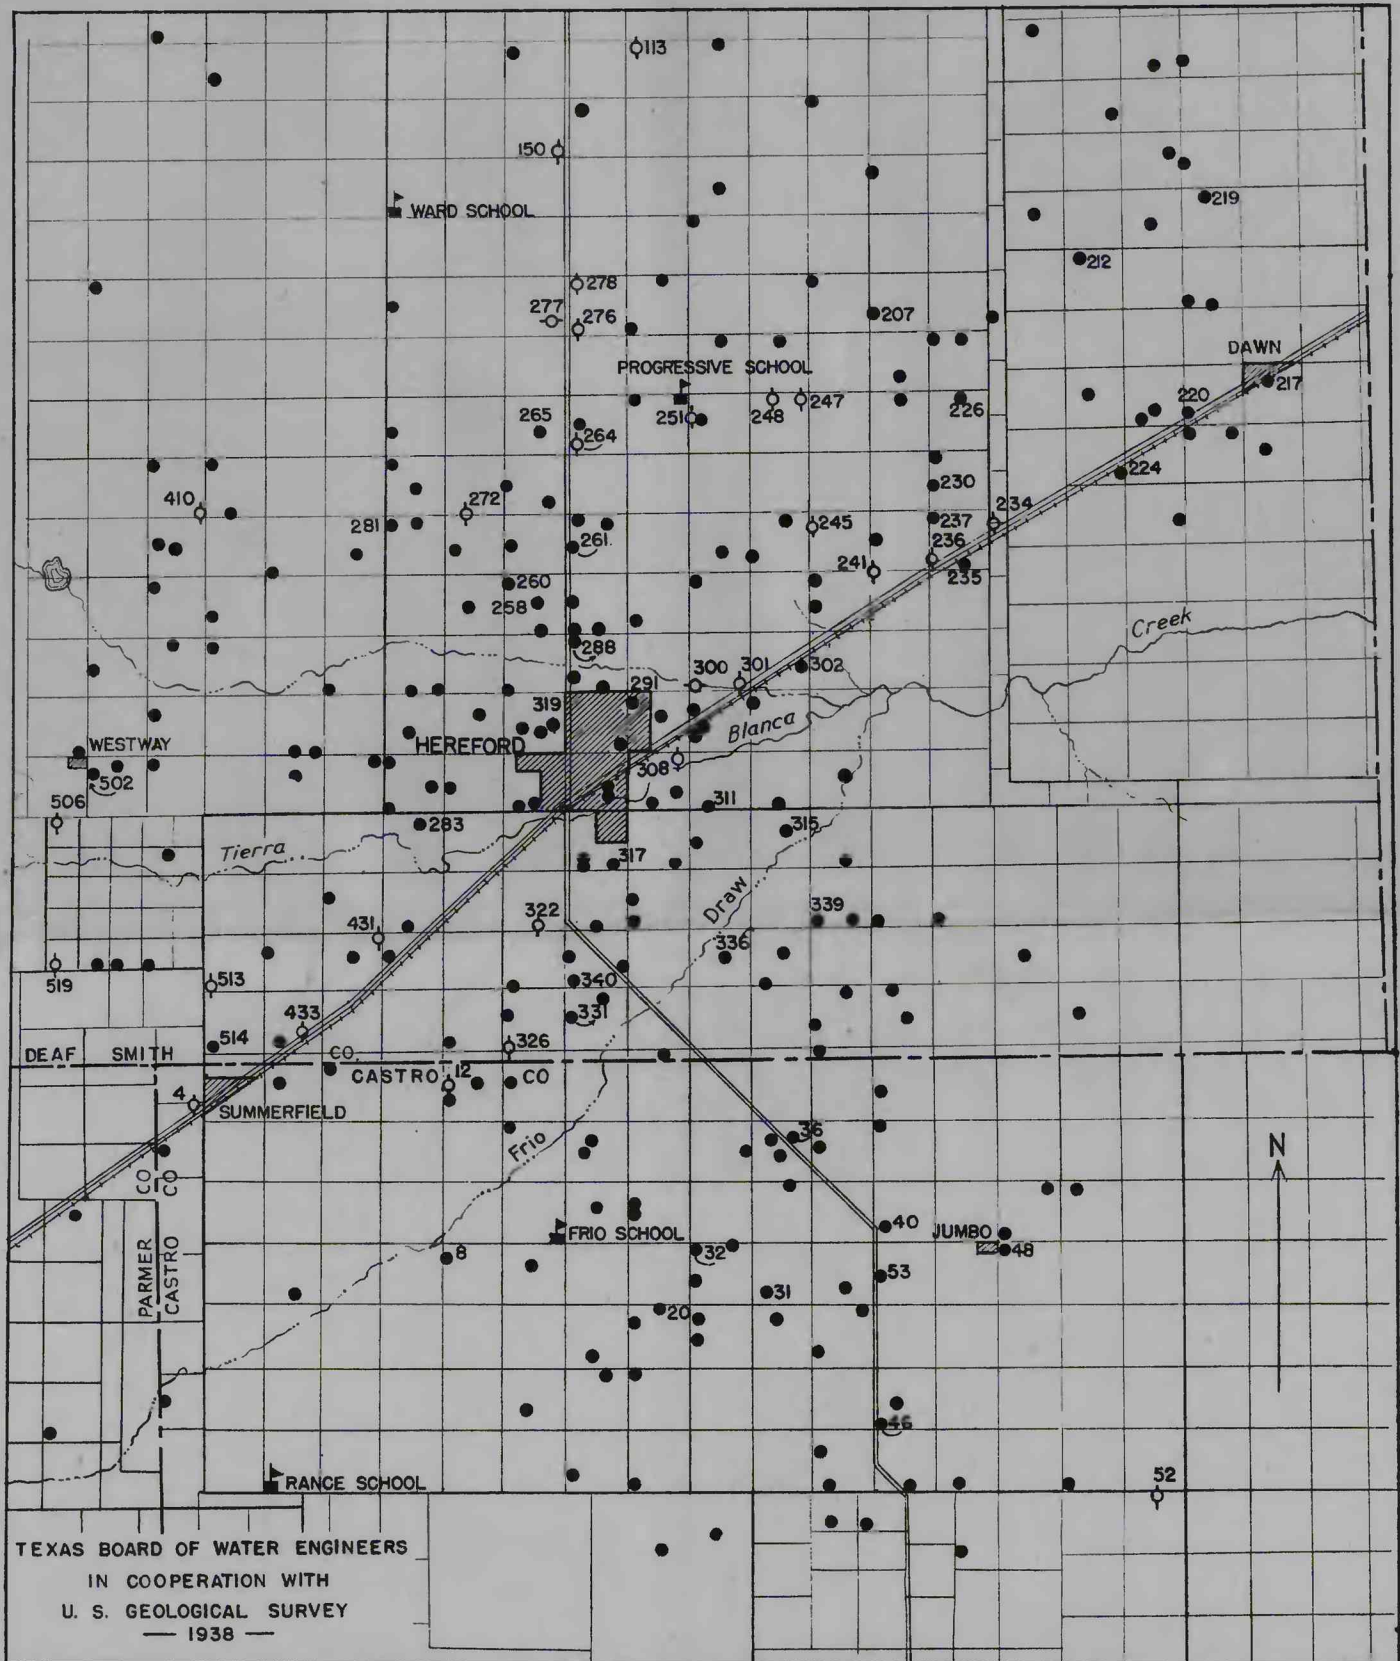 113
150
WARD SCHOOL
219
212
278
277
276
207
DAWN
PROGRESSIVE SCHOOL
217
265
251
248
247
226
220
264
224
410
272
230
281
245
237
234
261
236
241
235
260
258
Creek
288
300
301
302
291
319
Blanca
WESTWAY
HEREFORD
502
308
506
311
283
315
Tierra
317
Draw
431
322
339
336
519
513
340
433
331
514
326
DEAF SMITH CO.
CASTRO CO
12
4
SUMMERFIELD
Frio
36
N
PARMER CO
CASTRO CO
FRIO SCHOOL
40
JUMBO
8
32
48
53
31
20
46
RANGE SCHOOL
52
TEXAS BOARD OF WATER ENGINEERS
IN COOPERATION WITH
U. S. GEOLOGICAL SURVEY
— 1938 —